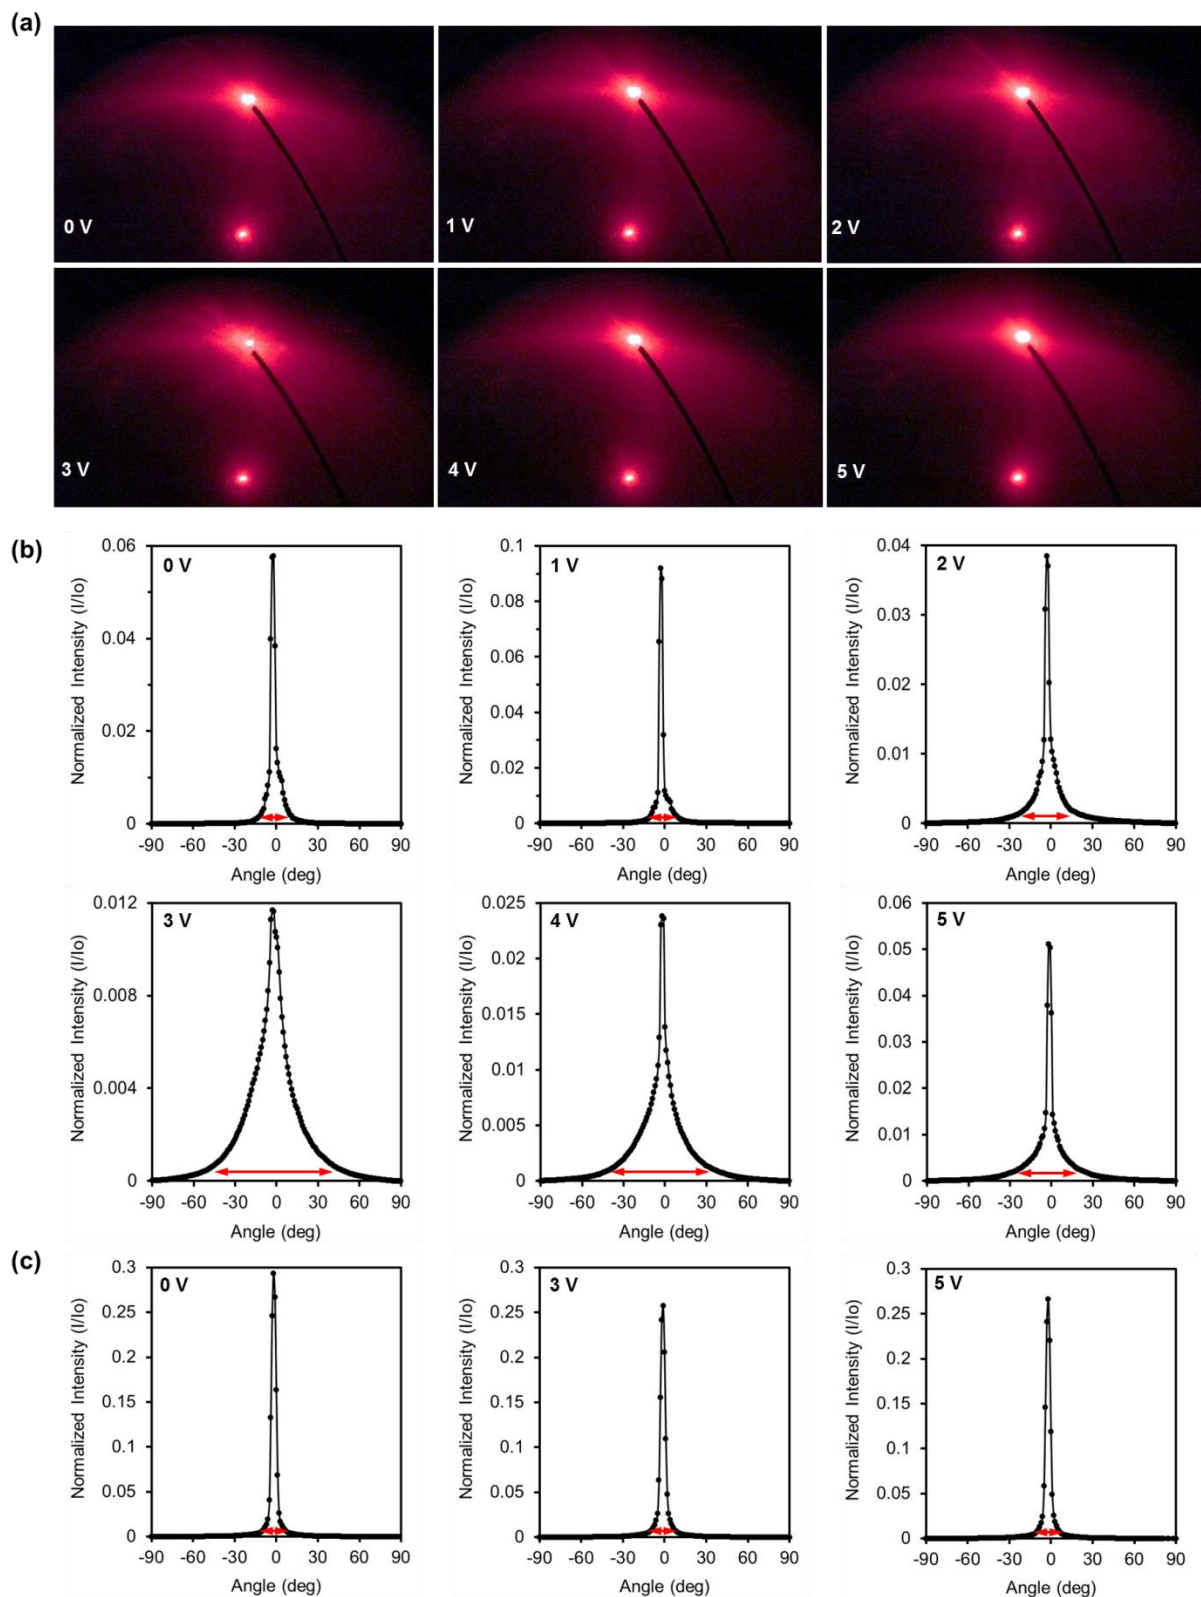 (a)
0 V
1 V
2 V
3 V
4 V
5 V
(b)
0 V
Normalized Intensity (I/Io)
0.06
0.04
0.02
0
-90 -60 -30 0 30 60 90
Angle (deg)
1 V
Normalized Intensity (I/Io)
0.1
0.08
0.06
0.04
0.02
0
-90 -60 -30 0 30 60 90
Angle (deg)
2 V
Normalized Intensity (I/Io)
0.04
0.03
0.02
0.01
0
-90 -60 -30 0 30 60 90
Angle (deg)
3 V
Normalized Intensity (I/Io)
0.012
0.008
0.004
0
-90 -60 -30 0 30 60 90
Angle (deg)
4 V
Normalized Intensity (I/Io)
0.025
0.02
0.015
0.01
0.005
0
-90 -60 -30 0 30 60 90
Angle (deg)
5 V
Normalized Intensity (I/Io)
0.06
0.05
0.04
0.03
0.02
0.01
0
-90 -60 -30 0 30 60 90
Angle (deg)
(c)
0 V
Normalized Intensity (I/Io)
0.3
0.25
0.2
0.15
0.1
0.05
0
-90 -60 -30 0 30 60 90
Angle (deg)
3 V
Normalized Intensity (I/Io)
0.3
0.25
0.2
0.15
0.1
0.05
0
-90 -60 -30 0 30 60 90
Angle (deg)
5 V
Normalized Intensity (I/Io)
0.3
0.25
0.2
0.15
0.1
0.05
0
-90 -60 -30 0 30 60 90
Angle (deg)